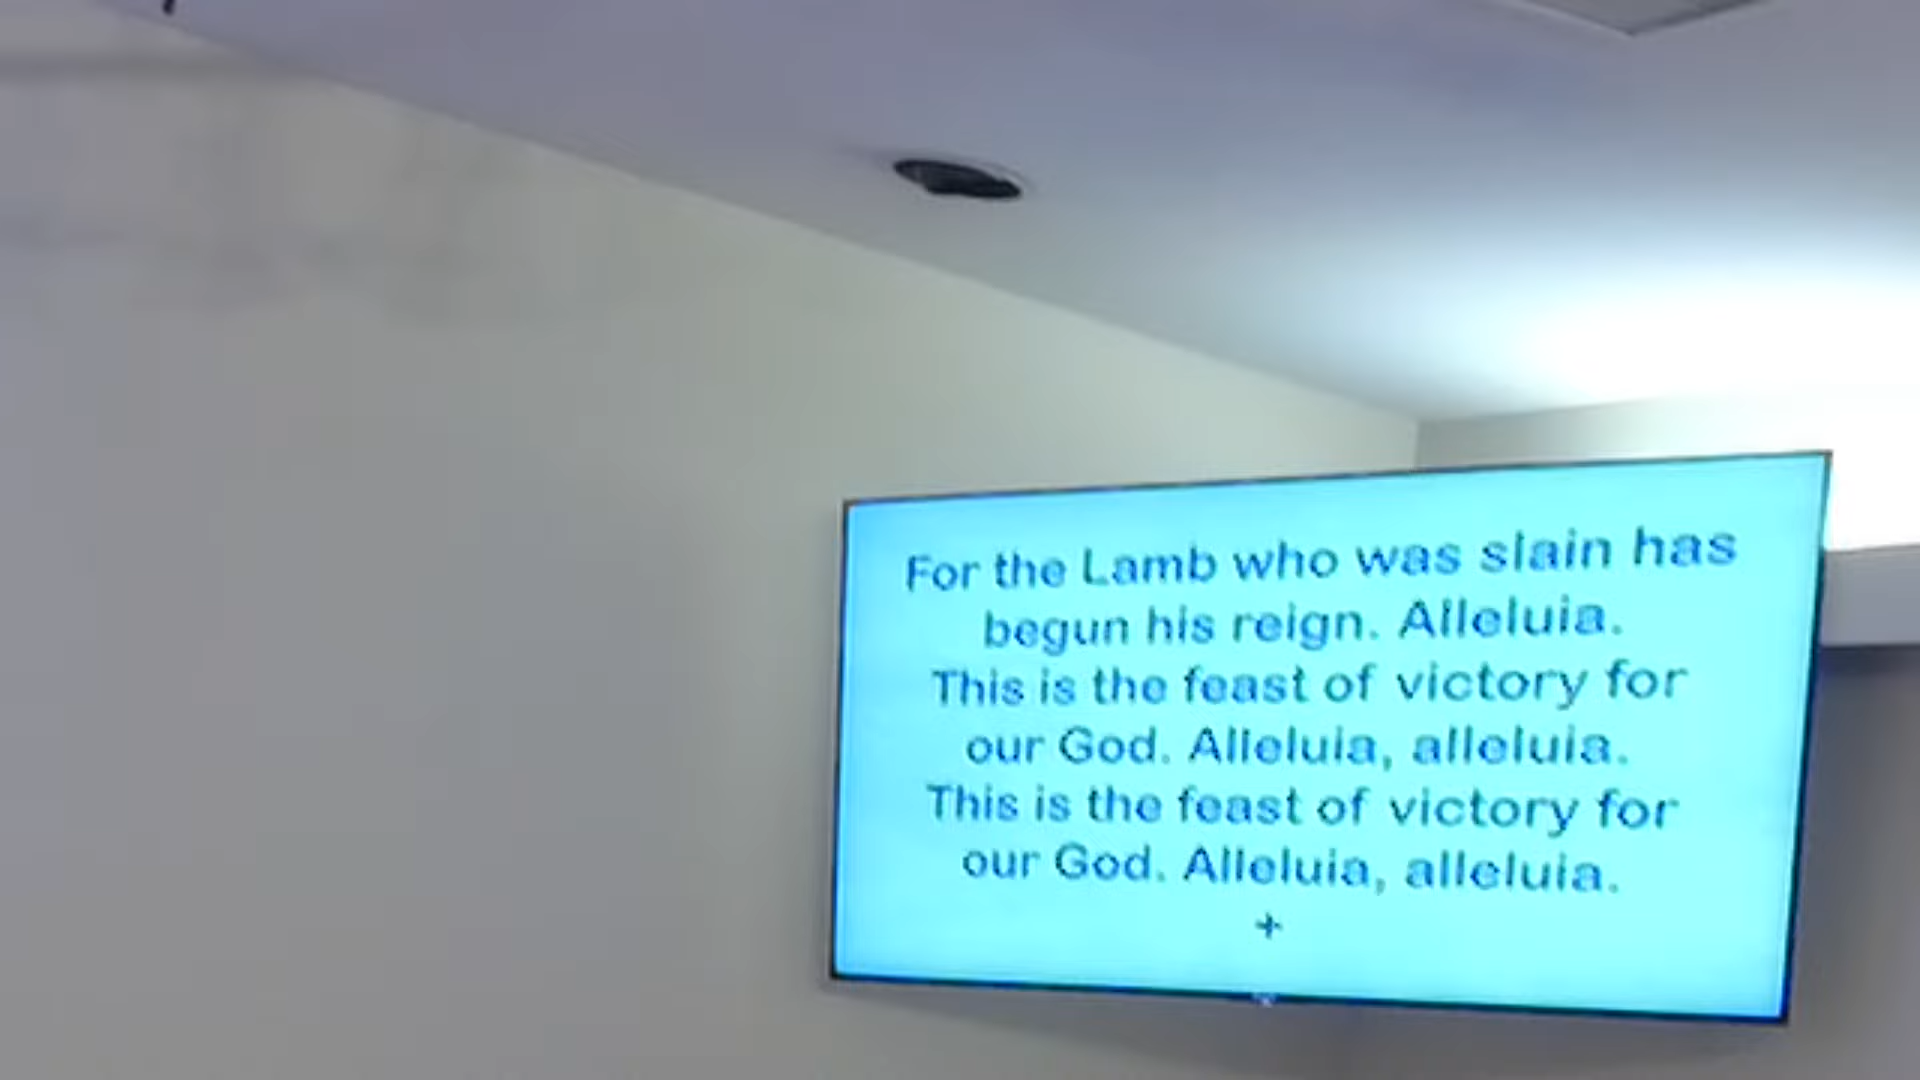 For the Lamb who was slain has
begun his reign. Alleluia.
This is the feast of victory for
our God. Alleluia, alleluia.
This is the feast of victory for
our God. Alleluia, alleluia.
+